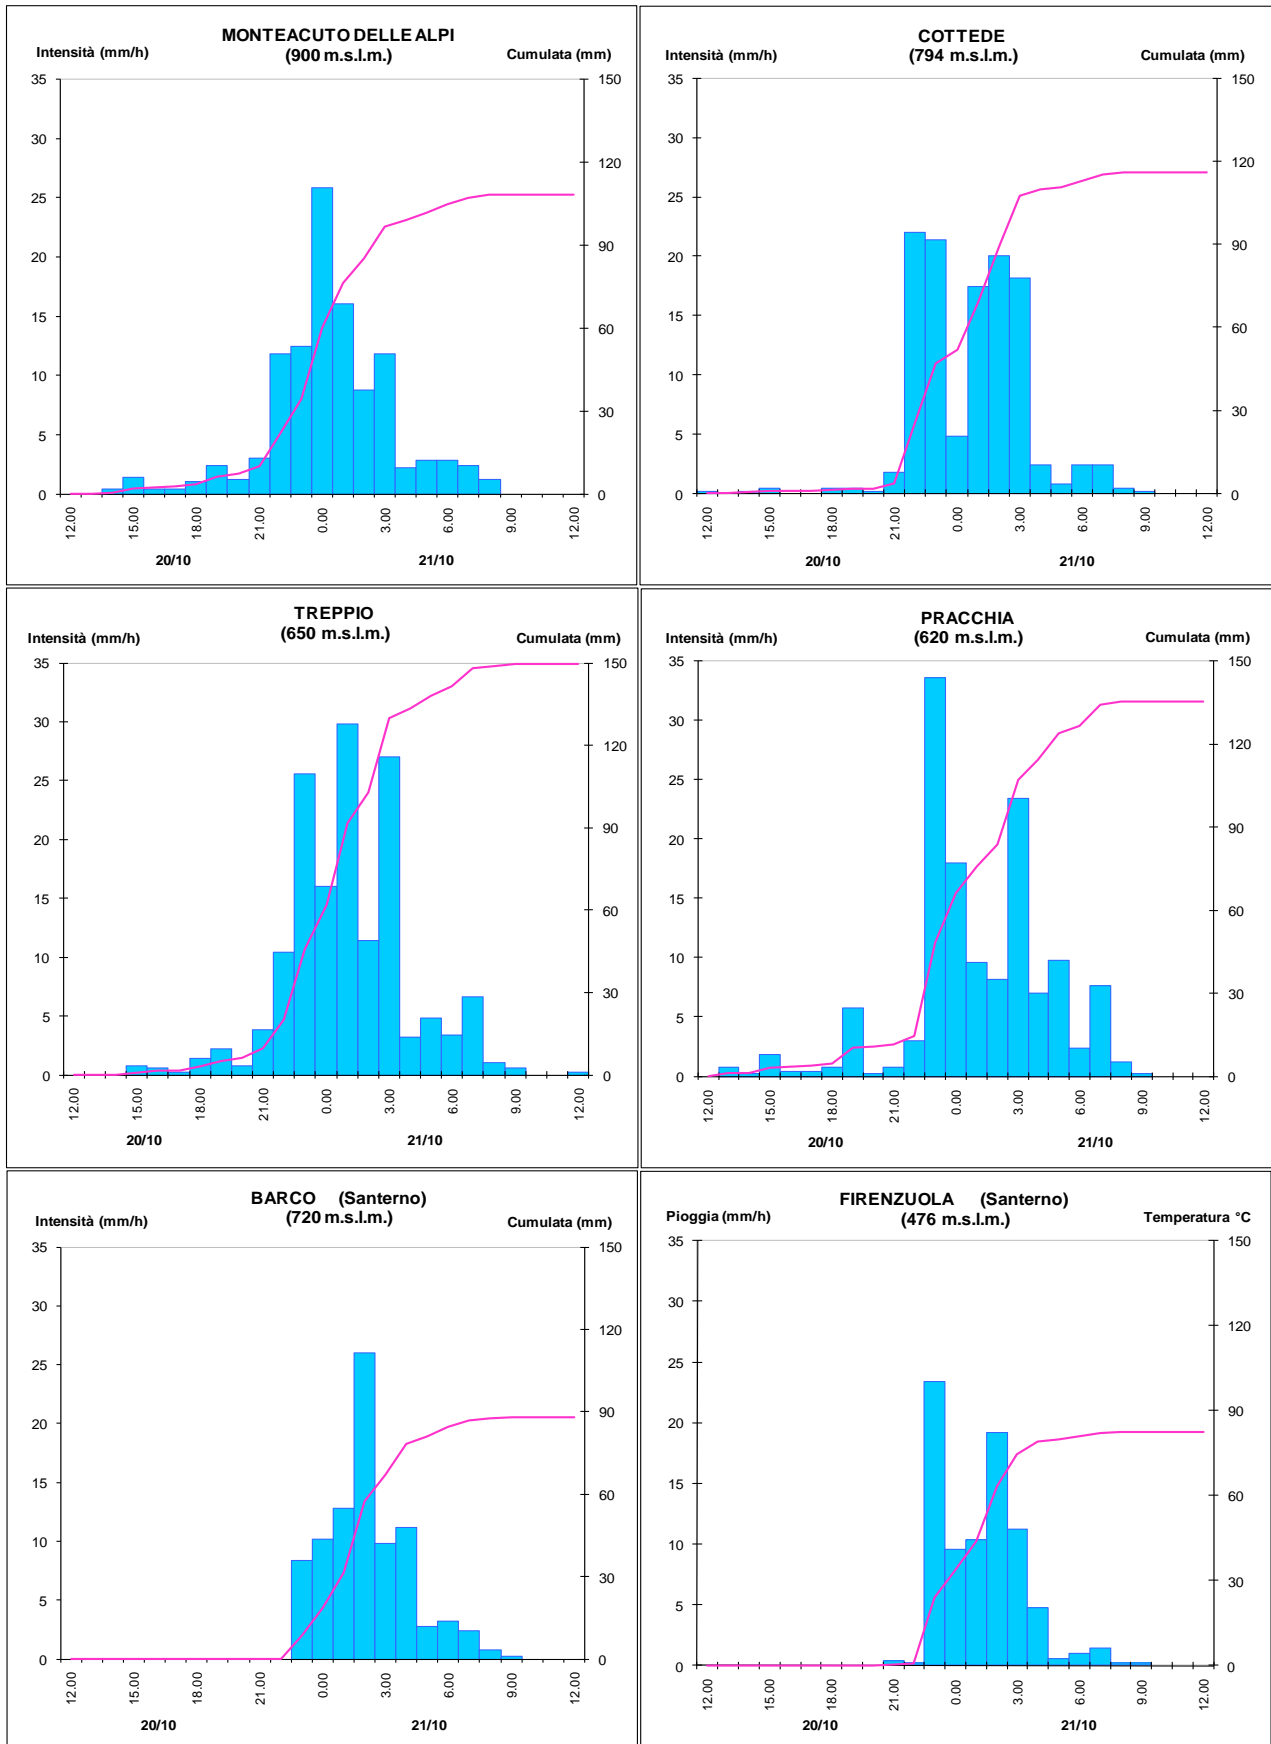 MONTEACUTO DELLE ALPI
(900 m.s.l.m.)
Intensità (mm/h) Cumulata (mm)
35 150
30 120
25
20 90
15 60
10
5 30
0 0
12.00 15.00 18.00 21.00 0.00 3.00 6.00 9.00 12.00
20/10 21/10
COTTEDE
(794 m.s.l.m.)
Intensità (mm/h) Cumulata (mm)
35 150
30 120
25
20 90
15 60
10
5 30
0 0
12.00 15.00 18.00 21.00 0.00 3.00 6.00 9.00 12.00
20/10 21/10
TREPPIO
(650 m.s.l.m.)
Intensità (mm/h) Cumulata (mm)
35 150
30 120
25
20 90
15 60
10
5 30
0 0
12.00 15.00 18.00 21.00 0.00 3.00 6.00 9.00 12.00
20/10 21/10
PRACCHIA
(620 m.s.l.m.)
Intensità (mm/h) Cumulata (mm)
35 150
30 120
25
20 90
15 60
10
5 30
0 0
12.00 15.00 18.00 21.00 0.00 3.00 6.00 9.00 12.00
20/10 21/10
BARCO (Santerno)
(720 m.s.l.m.)
Intensità (mm/h) Cumulata (mm)
35 150
30 120
25
20 90
15 60
10
5 30
0 0
12.00 15.00 18.00 21.00 0.00 3.00 6.00 9.00 12.00
20/10 21/10
FIRENZUOLA (Santerno)
(476 m.s.l.m.)
Pioggia (mm/h) Temperatura °C
35 150
30 120
25
20 90
15 60
10
5 30
0 0
12.00 15.00 18.00 21.00 0.00 3.00 6.00 9.00 12.00
20/10 21/10